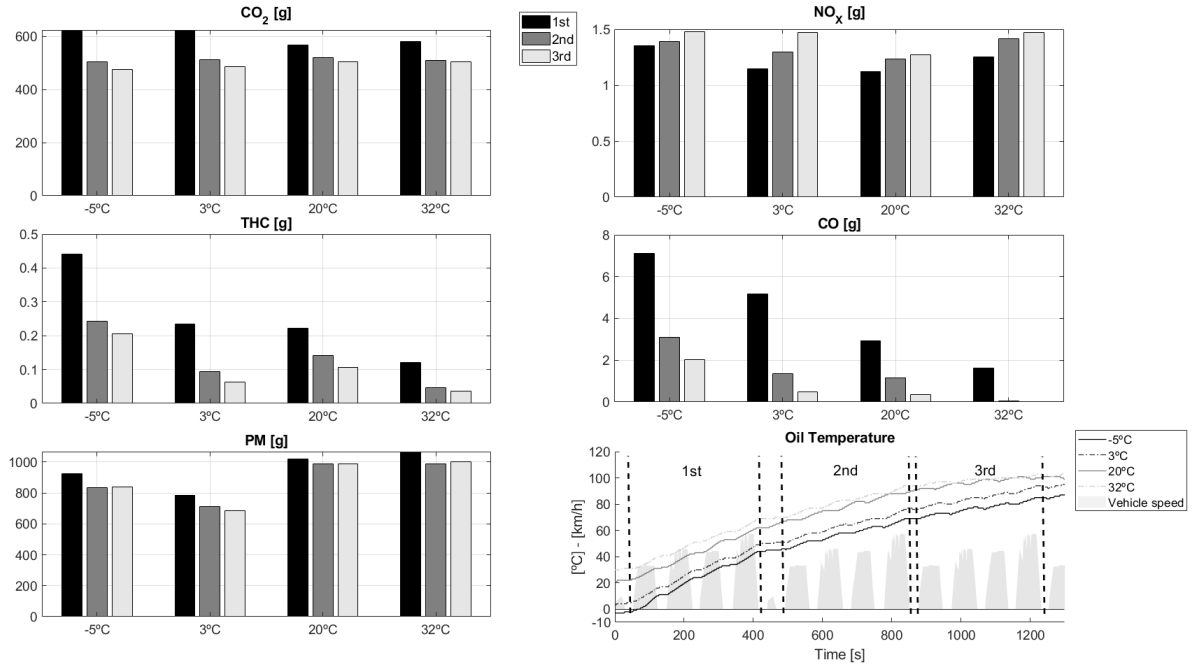 CO2 [g]
600
400
200
0
-5ºC 3ºC 20ºC 32ºC
1st
2nd
3rd
NOX [g]
1.5
1
0.5
0
-5ºC 3ºC 20ºC 32ºC
THC [g]
0.5
0.4
0.3
0.2
0.1
0
-5ºC 3ºC 20ºC 32ºC
CO [g]
8
6
4
2
0
-5ºC 3ºC 20ºC 32ºC
PM [g]
1000
800
600
400
200
0
-5ºC 3ºC 20ºC 32ºC
Oil Temperature
[ºC] - [km/h]
120
100
80
60
40
20
0
-10
1st 2nd 3rd
0 200 400 600 800 1000 1200
Time [s]
-5ºC
3ºC
20ºC
32ºC
Vehicle speed